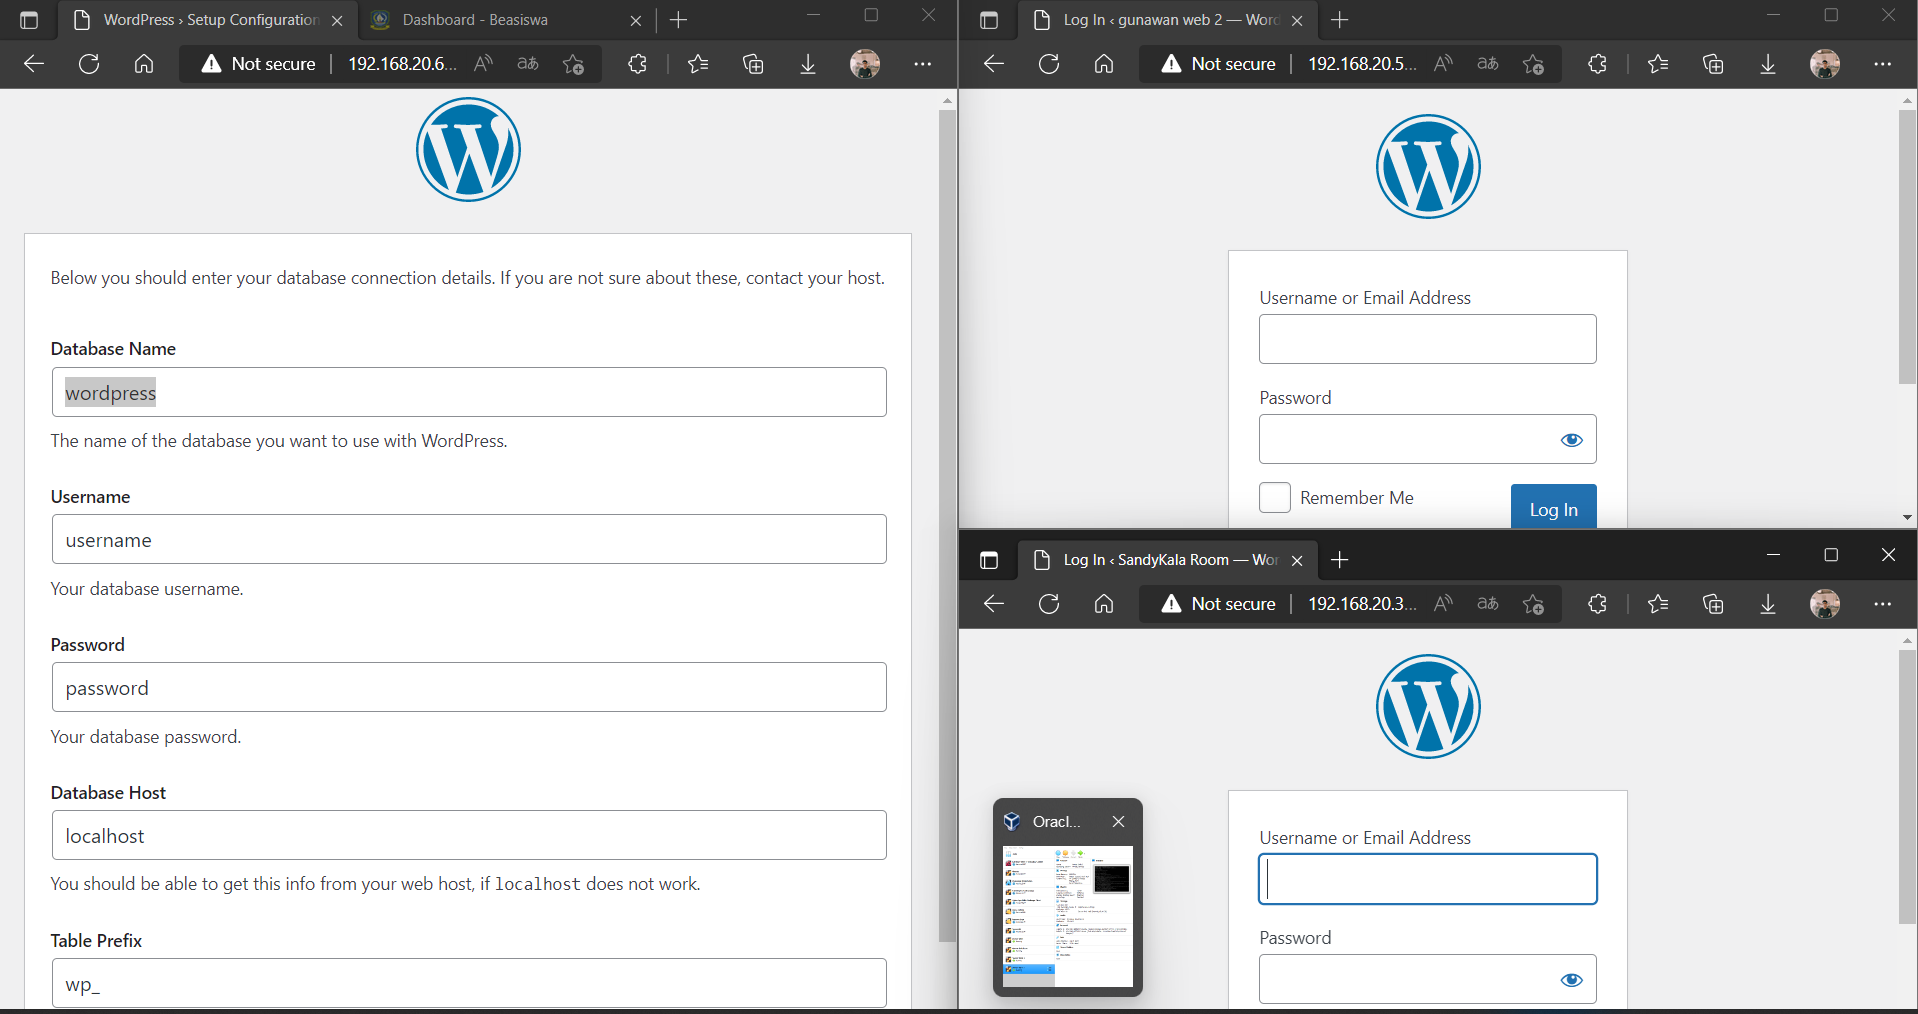 WordPress › Setup Configuration
Dashboard - Beasiswa
Not secure
192.168.20.6...
Below you should enter your database connection details. If you are not sure about these, contact your host.
Database Name
wordpress
The name of the database you want to use with WordPress.
Username
username
Your database username.
Password
password
Your database password.
Database Host
localhost
You should be able to get this info from your web host, if localhost does not work.
Table Prefix
wp_
Log In ‹ gunawan web 2 — Word
Not secure
192.168.20.5...
Username or Email Address
Password
Remember Me
Log In
Log In ‹ SandyKala Room — Wor
Not secure
192.168.20.3...
Oracl...
Username or Email Address
Password